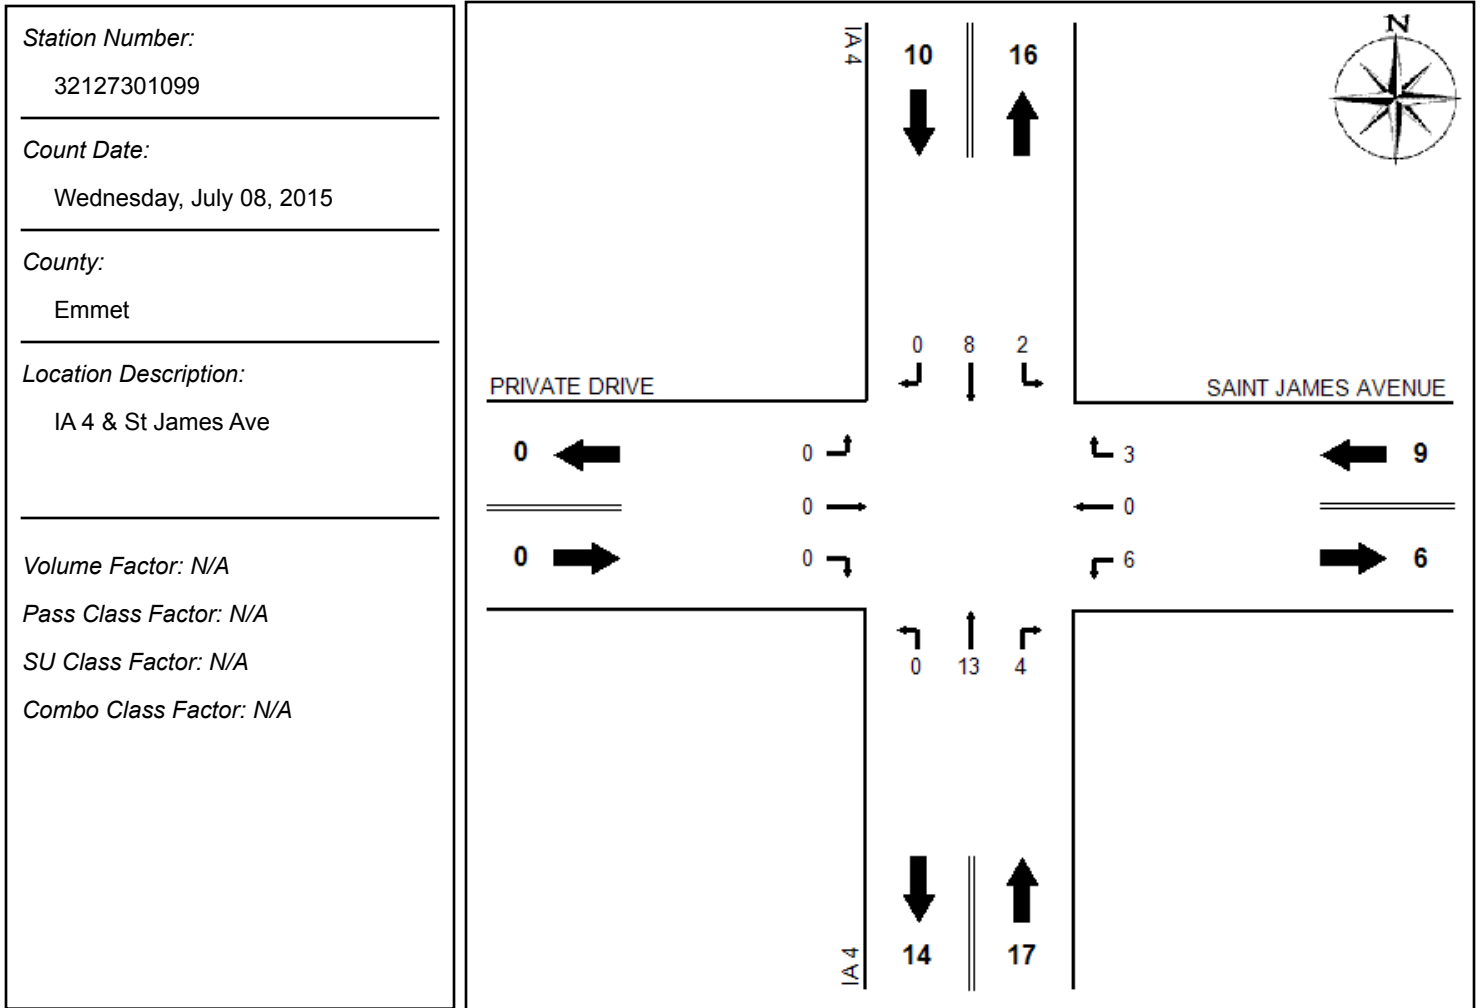 Station Number:
32127301099
Count Date:
Wednesday, July 08, 2015
County:
Emmet
Location Description:
IA 4 & St James Ave
Volume Factor: N/A
Pass Class Factor: N/A
SU Class Factor: N/A
Combo Class Factor: N/A
IA 4
10
16
N
0 8 2
PRIVATE DRIVE
SAINT JAMES AVENUE
0
0
3
9
0
0
0
0
6
6
0 13 4
IA 4
14
17